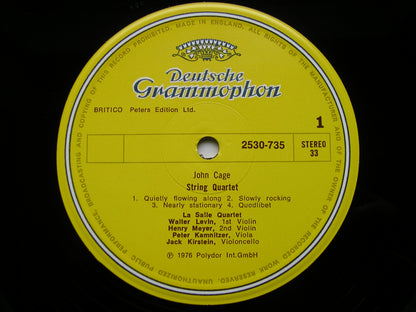 MADE IN ENGLAND. UNAUTHORIZED PUBLIC PERFORMANCE, BROADCASTING AND COPYING OF THIS RECORD PROHIBITED.
ALL RIGHTS OF THE MANUFACTURER AND OF THE OWNER OF THE RECORDED WORK RESERVED.
Deutsche
Grammophon
BRITICO Peters Edition Ltd.
1
2530-735
STEREO
33
John Cage
String Quartet
1. Quietly flowing along 2. Slowly rocking
3. Nearly stationary 4. Quodlibet
La Salle Quartet
Walter Levin, 1st Violin
Henry Meyer, 2nd Violin
Peter Kamnitzer, Viola
Jack Kirstein, Violoncello
℗ 1976 Polydor Int.GmbH